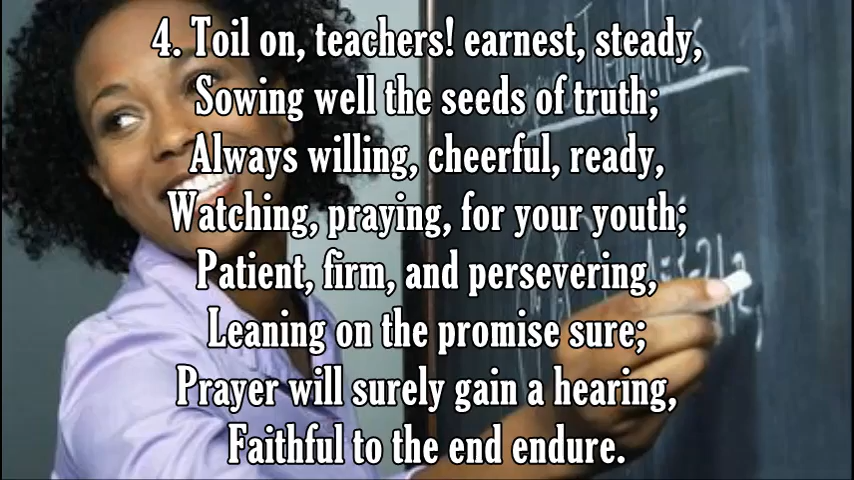 4. Toil on, teachers! earnest, steady,
Sowing well the seeds of truth;
Always willing, cheerful, ready,
Watching, praying, for your youth;
Patient, firm, and persevering,
Leaning on the promise sure;
Prayer will surely gain a hearing,
Faithful to the end endure.